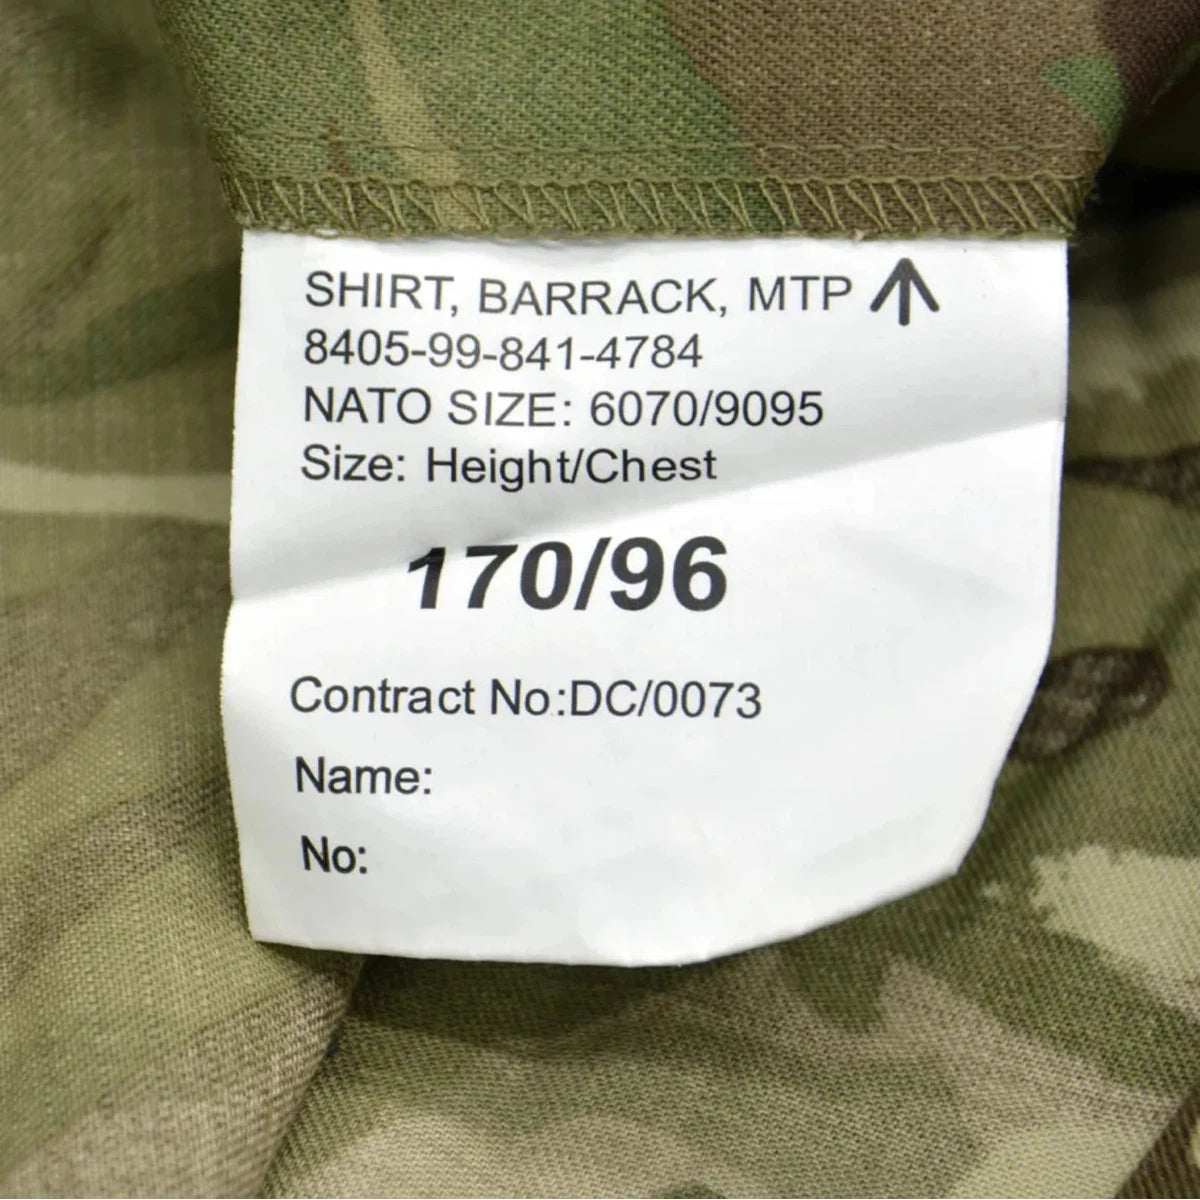 SHIRT, BARRACK, MTP
8405-99-841-4784
NATO SIZE: 6070/9095
Size: Height/Chest
170/96
Contract No:DC/0073
Name:
No: